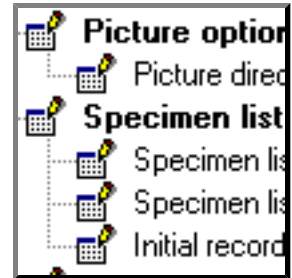 Picture option
Picture direc
Specimen list
Specimen lis
Specimen lis
Initial record